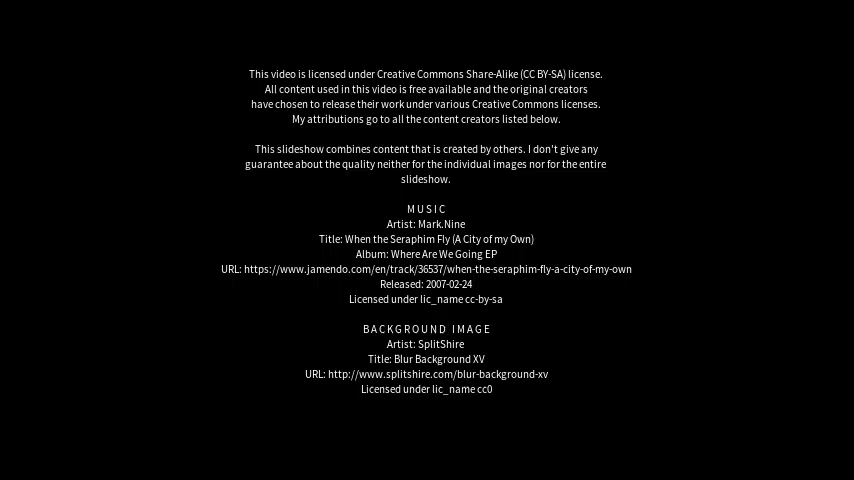 This video is licensed under Creative Commons Share-Alike (CC BY-SA) license.
All content used in this video is free available and the original creators
have chosen to release their work under various Creative Commons licenses.
My attributions go to all the content creators listed below.
This slideshow combines content that is created by others. I don't give any
guarantee about the quality neither for the individual images nor for the entire
slideshow.
MUSIC
Artist: Mark.Nine
Title: When the Seraphim Fly (A City of my Own)
Album: Where Are We Going EP
URL: https://www.jamendo.com/en/track/36537/when-the-seraphim-fly-a-city-of-my-own
Released: 2007-02-24
Licensed under lic_name cc-by-sa
BACKGROUND IMAGE
Artist: SplitShire
Title: Blur Background XV
URL: http://www.splitshire.com/blur-background-xv
Licensed under lic_name cc0